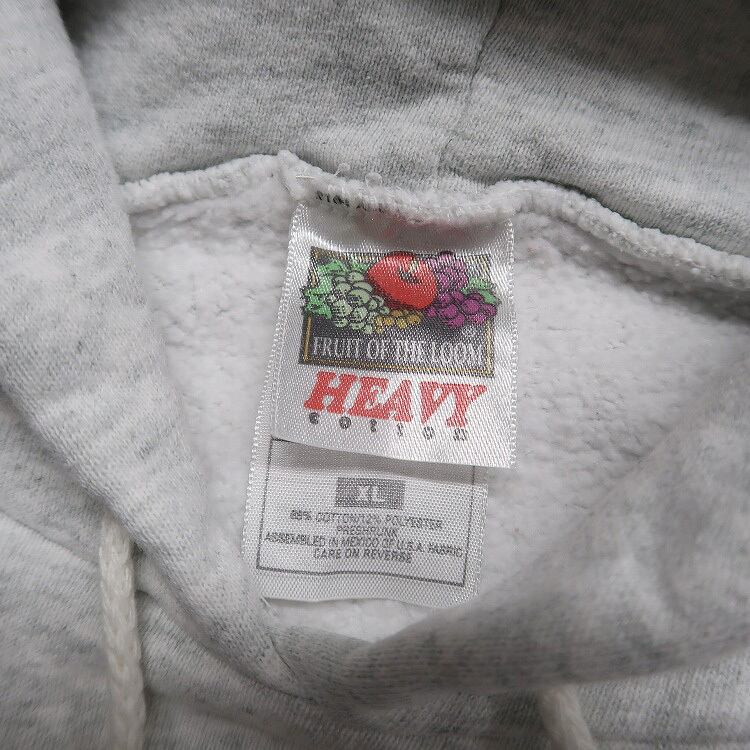 FRUIT OF THE LOOM
HEAVY
COTTON
XL
88% COTTON/12% POLYESTER
PRESHRUNK
ASSEMBLED IN MEXICO OF U.S.A. FABRIC
CARE ON REVERSE